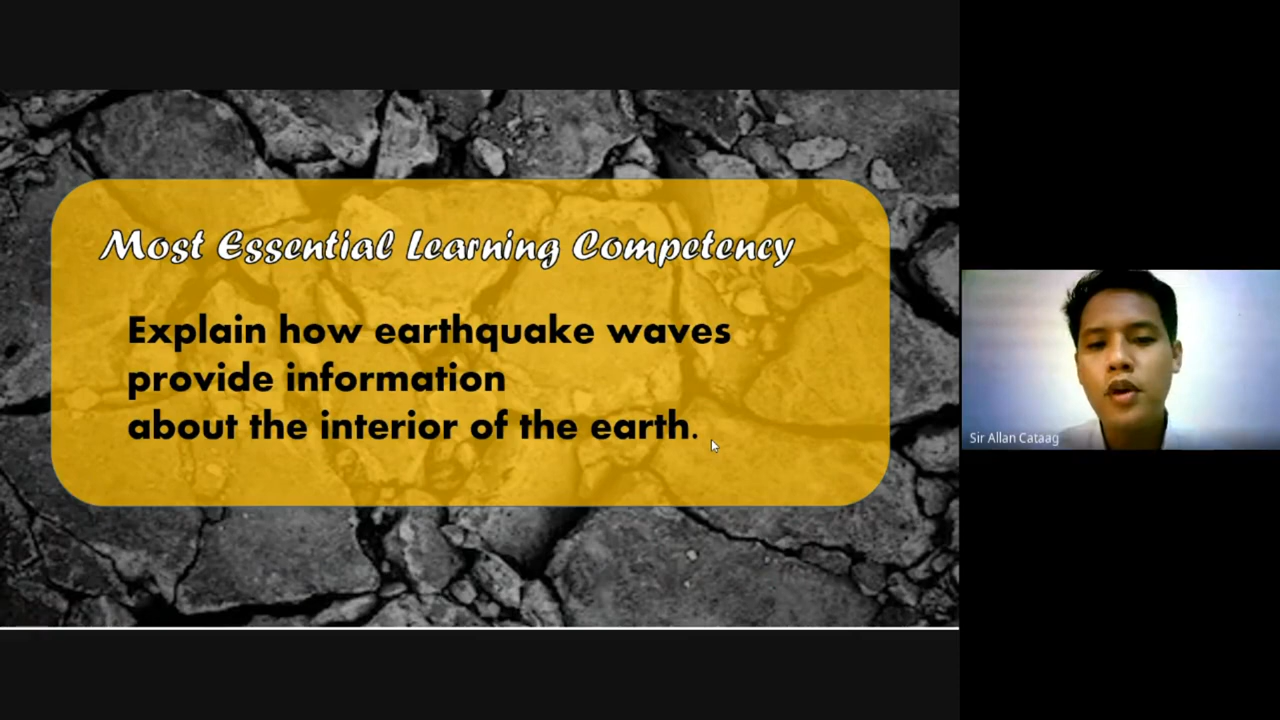 Most Essential Learning Competency
Explain how earthquake waves
provide information
about the interior of the earth.
Sir Allan Cataag